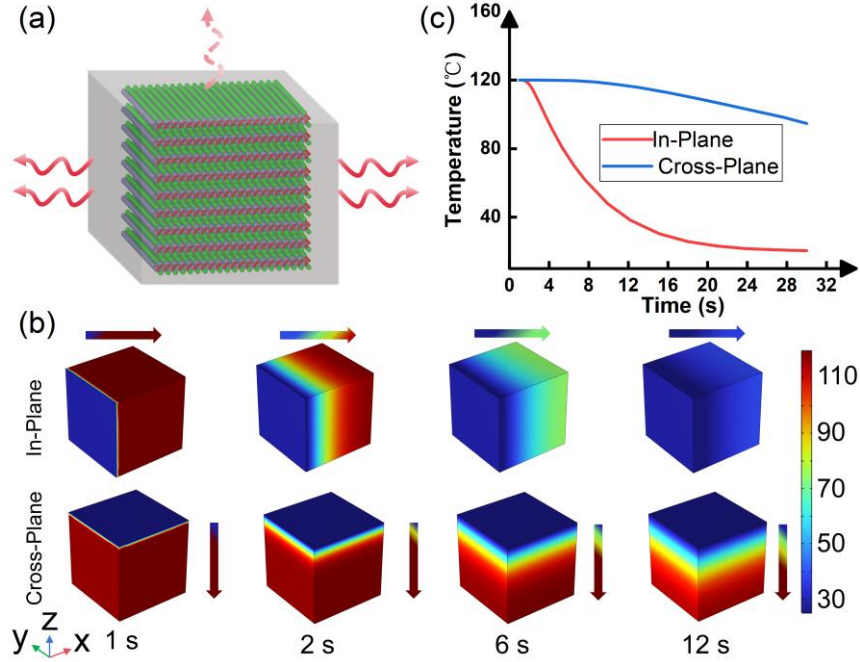 (a)
(c)
160
120
80
40
Temperature (℃)
In-Plane
Cross-Plane
0 4 8 12 16 20 24 28 32
Time (s)
(b)
In-Plane
Cross-Plane
110
90
70
50
30
z
y x
1 s
2 s
6 s
12 s